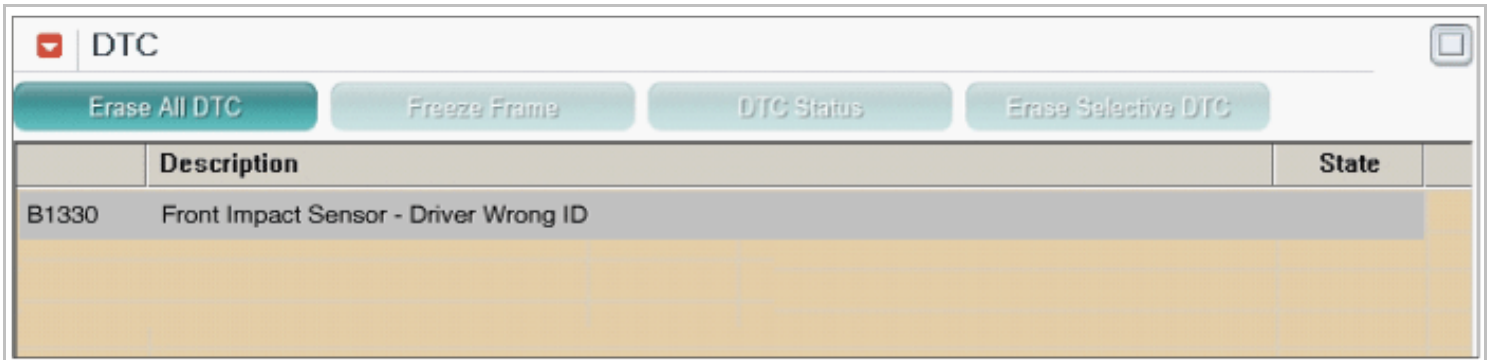 DTC
Erase All DTC Freeze Frame DTC Status Erase Selective DTC
Description State
B1330 Front Impact Sensor - Driver Wrong ID